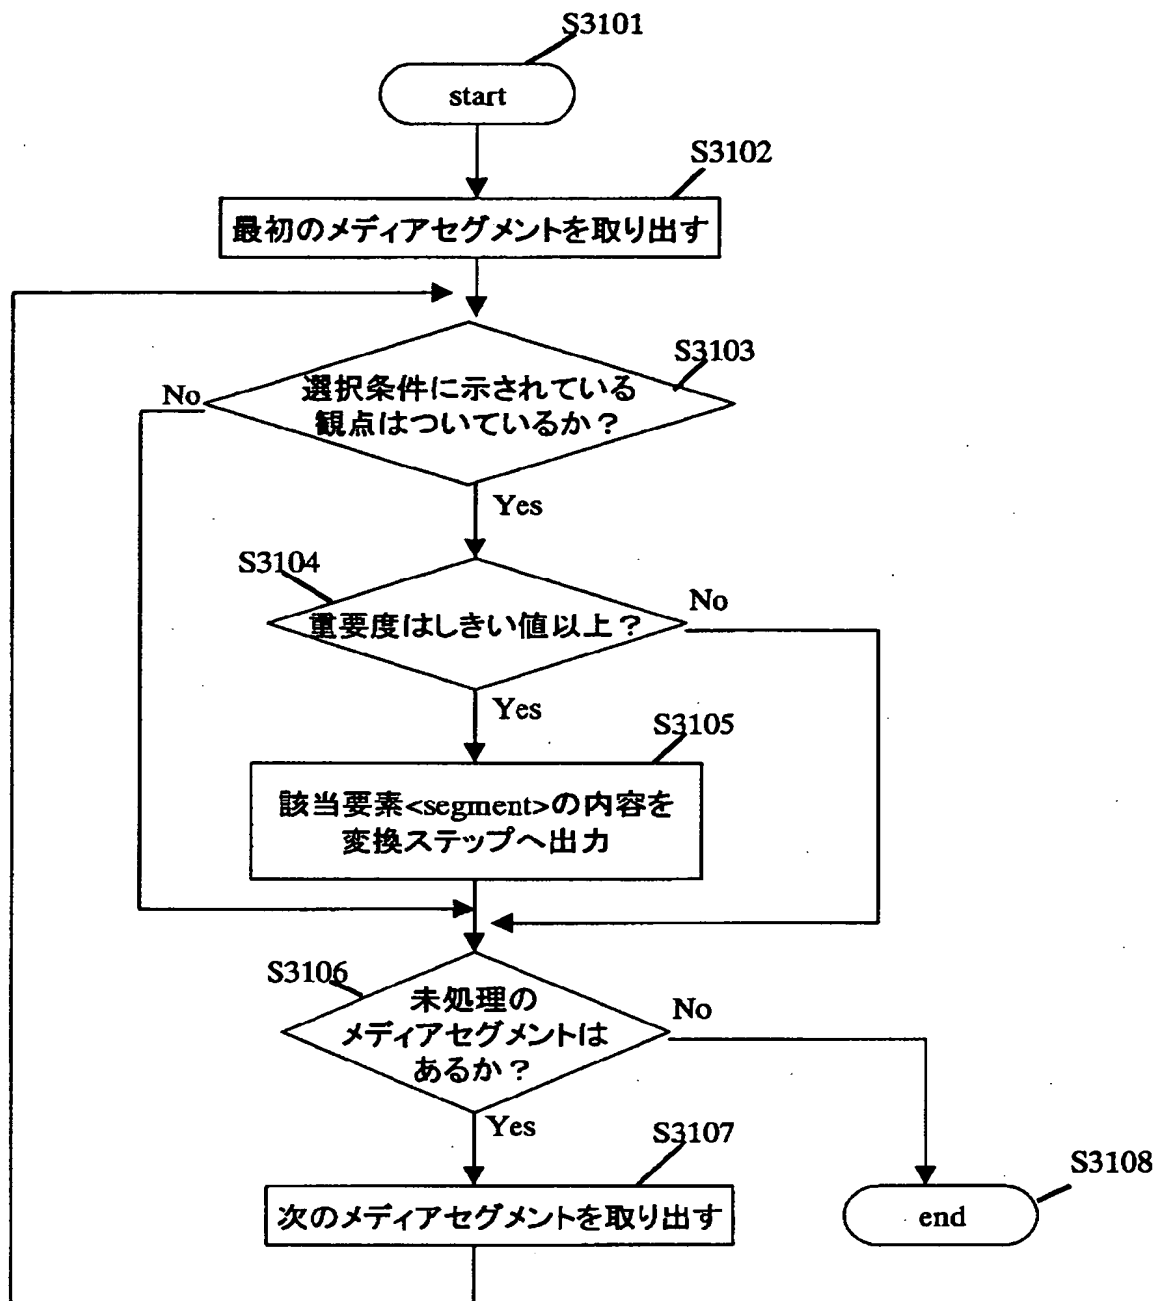 S3101
start
S3102
最初のメディアセグメントを取り出す
S3103
選択条件に示されている
観点はついているか？
No
Yes
S3104
重要度はしきい値以上？
No
Yes
S3105
該当要素<segment>の内容を
変換ステップへ出力
S3106
未処理の
メディアセグメントは
あるか？
No
Yes
S3107
次のメディアセグメントを取り出す
S3108
end